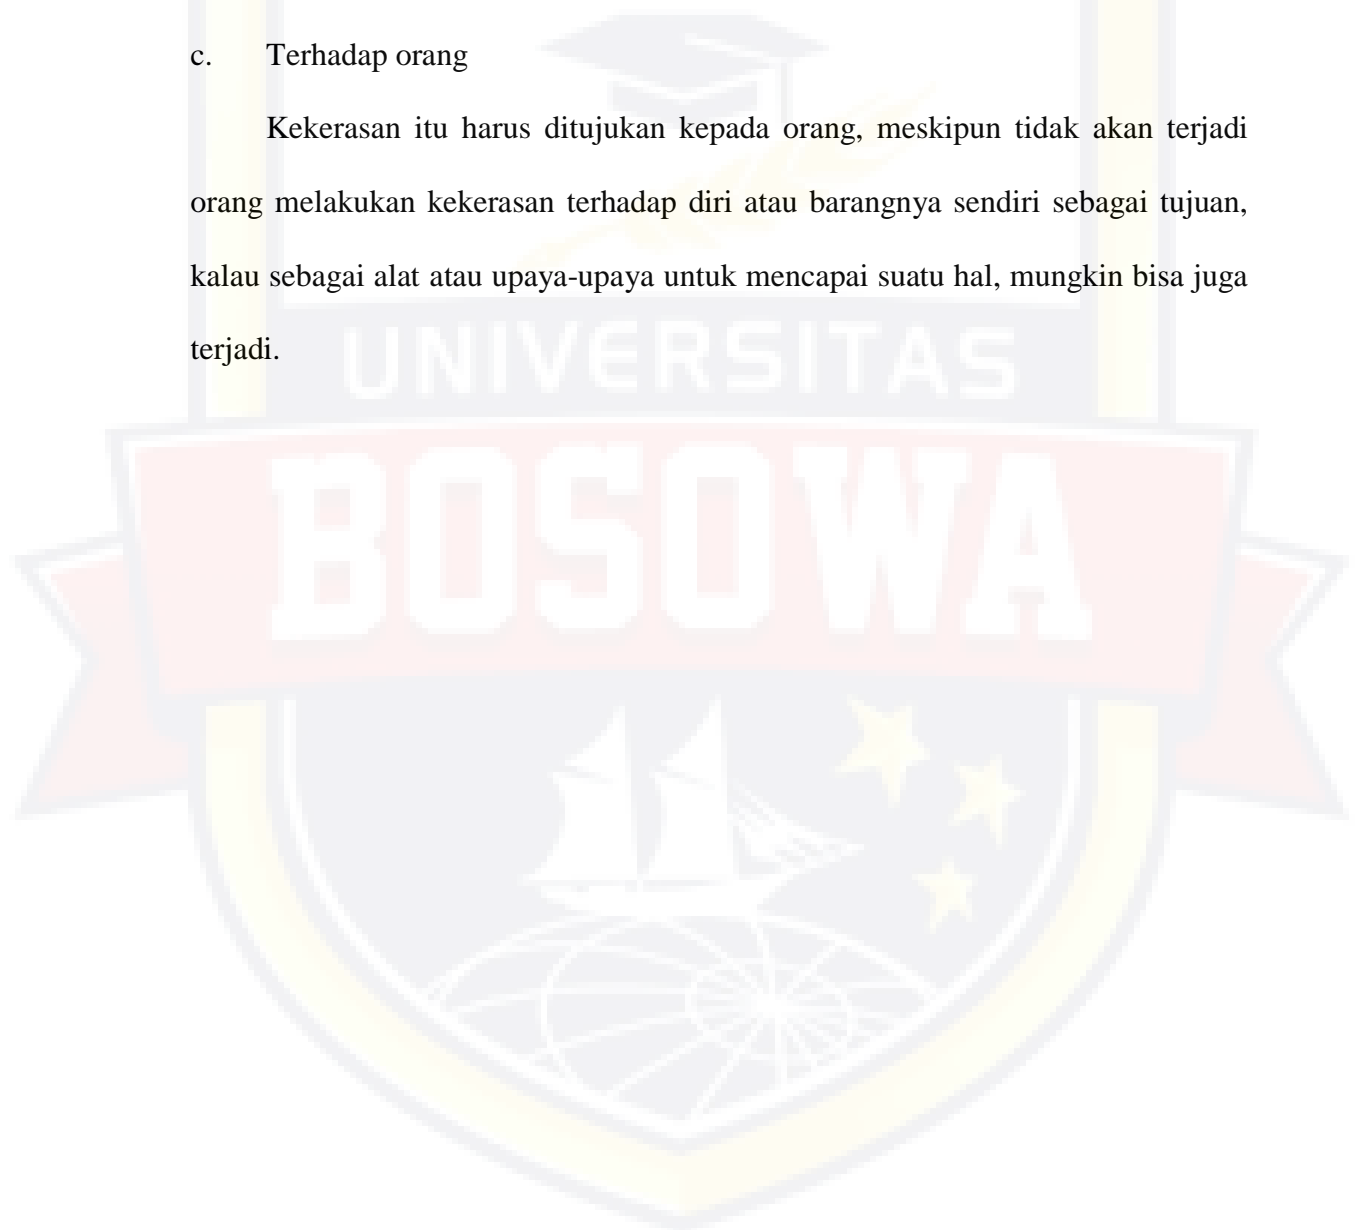 c. Terhadap orang
Kekerasan itu harus ditujukan kepada orang, meskipun tidak akan terjadi
orang melakukan kekerasan terhadap diri atau barangnya sendiri sebagai tujuan,
kalau sebagai alat atau upaya-upaya untuk mencapai suatu hal, mungkin bisa juga
terjadi.
UNIVERSITAS
BOSOWA